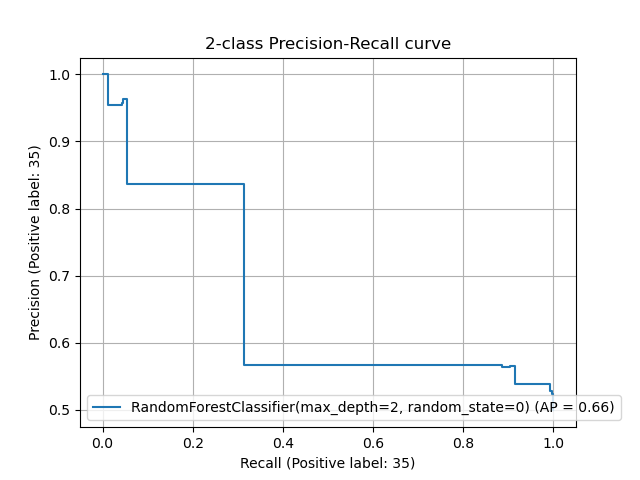 2-class Precision-Recall curve
Precision (Positive label: 35)
1.0
0.9
0.8
0.7
0.6
0.5
RandomForestClassifier(max_depth=2, random_state=0) (AP = 0.66)
0.0 0.2 0.4 0.6 0.8 1.0
Recall (Positive label: 35)